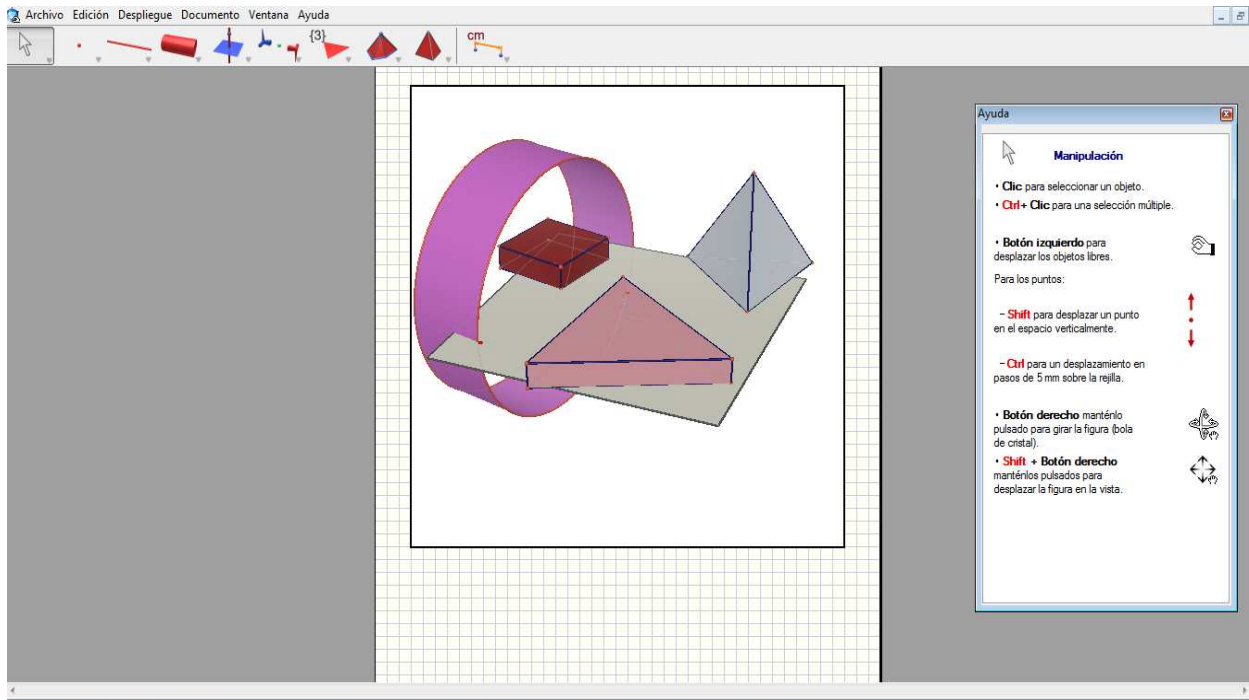 Archivo Edición Despliegue Documento Ventana Ayuda
{3}
cm
Ayuda
Manipulación
• Clic para seleccionar un objeto.
• Ctrl+ Clic para una selección múltiple.
• Botón izquierdo para
desplazar los objetos libres.
Para los puntos:
- Shift para desplazar un punto
en el espacio verticalmente.
- Ctrl para un desplazamiento en
pasos de 5 mm sobre la rejilla.
• Botón derecho manténlo
pulsado para girar la figura (bola
de cristal).
• Shift + Botón derecho
manténlos pulsados para
desplazar la figura en la vista.